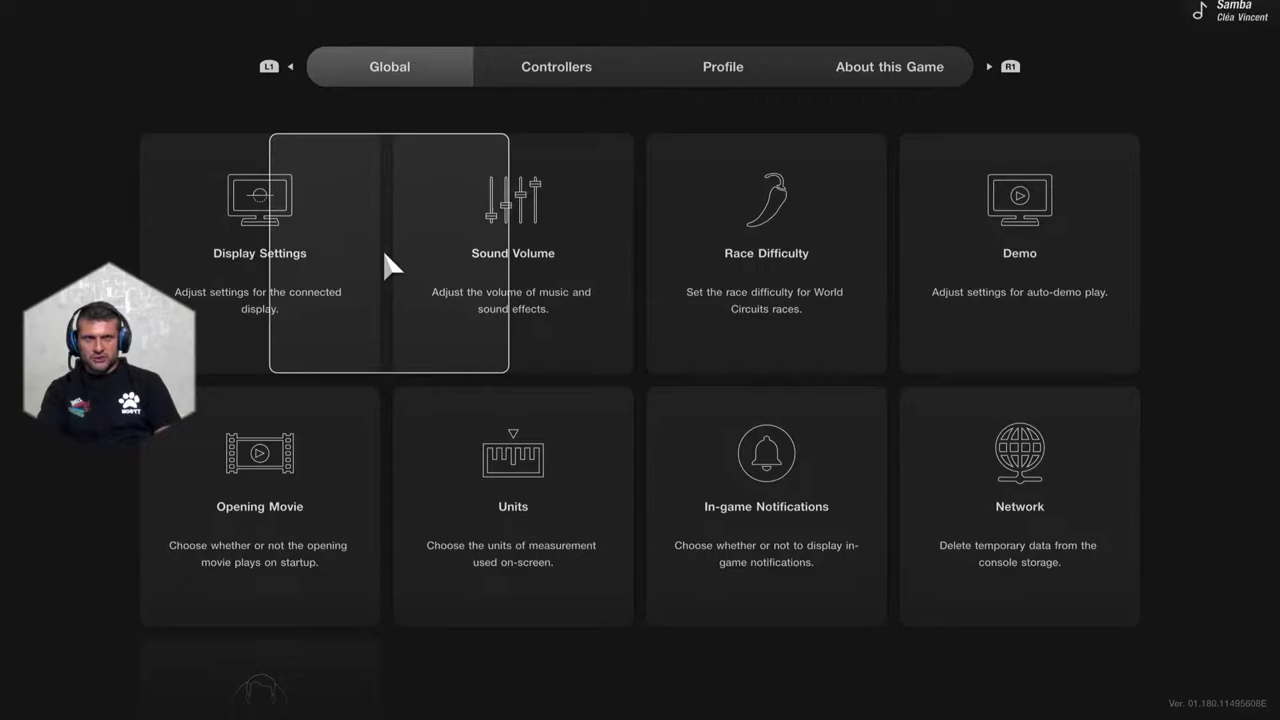 Samba
Cléa Vincent
L1
Global
Controllers
Profile
About this Game
R1
Display Settings
Adjust settings for the connected
display.
Sound Volume
Adjust the volume of music and
sound effects.
Race Difficulty
Set the race difficulty for World
Circuits races.
Demo
Adjust settings for auto-demo play.
Opening Movie
Choose whether or not the opening
movie plays on startup.
Units
Choose the units of measurement
used on-screen.
In-game Notifications
Choose whether or not to display in-
game notifications.
Network
Delete temporary data from the
console storage.
Ver. 01.180.11495608E